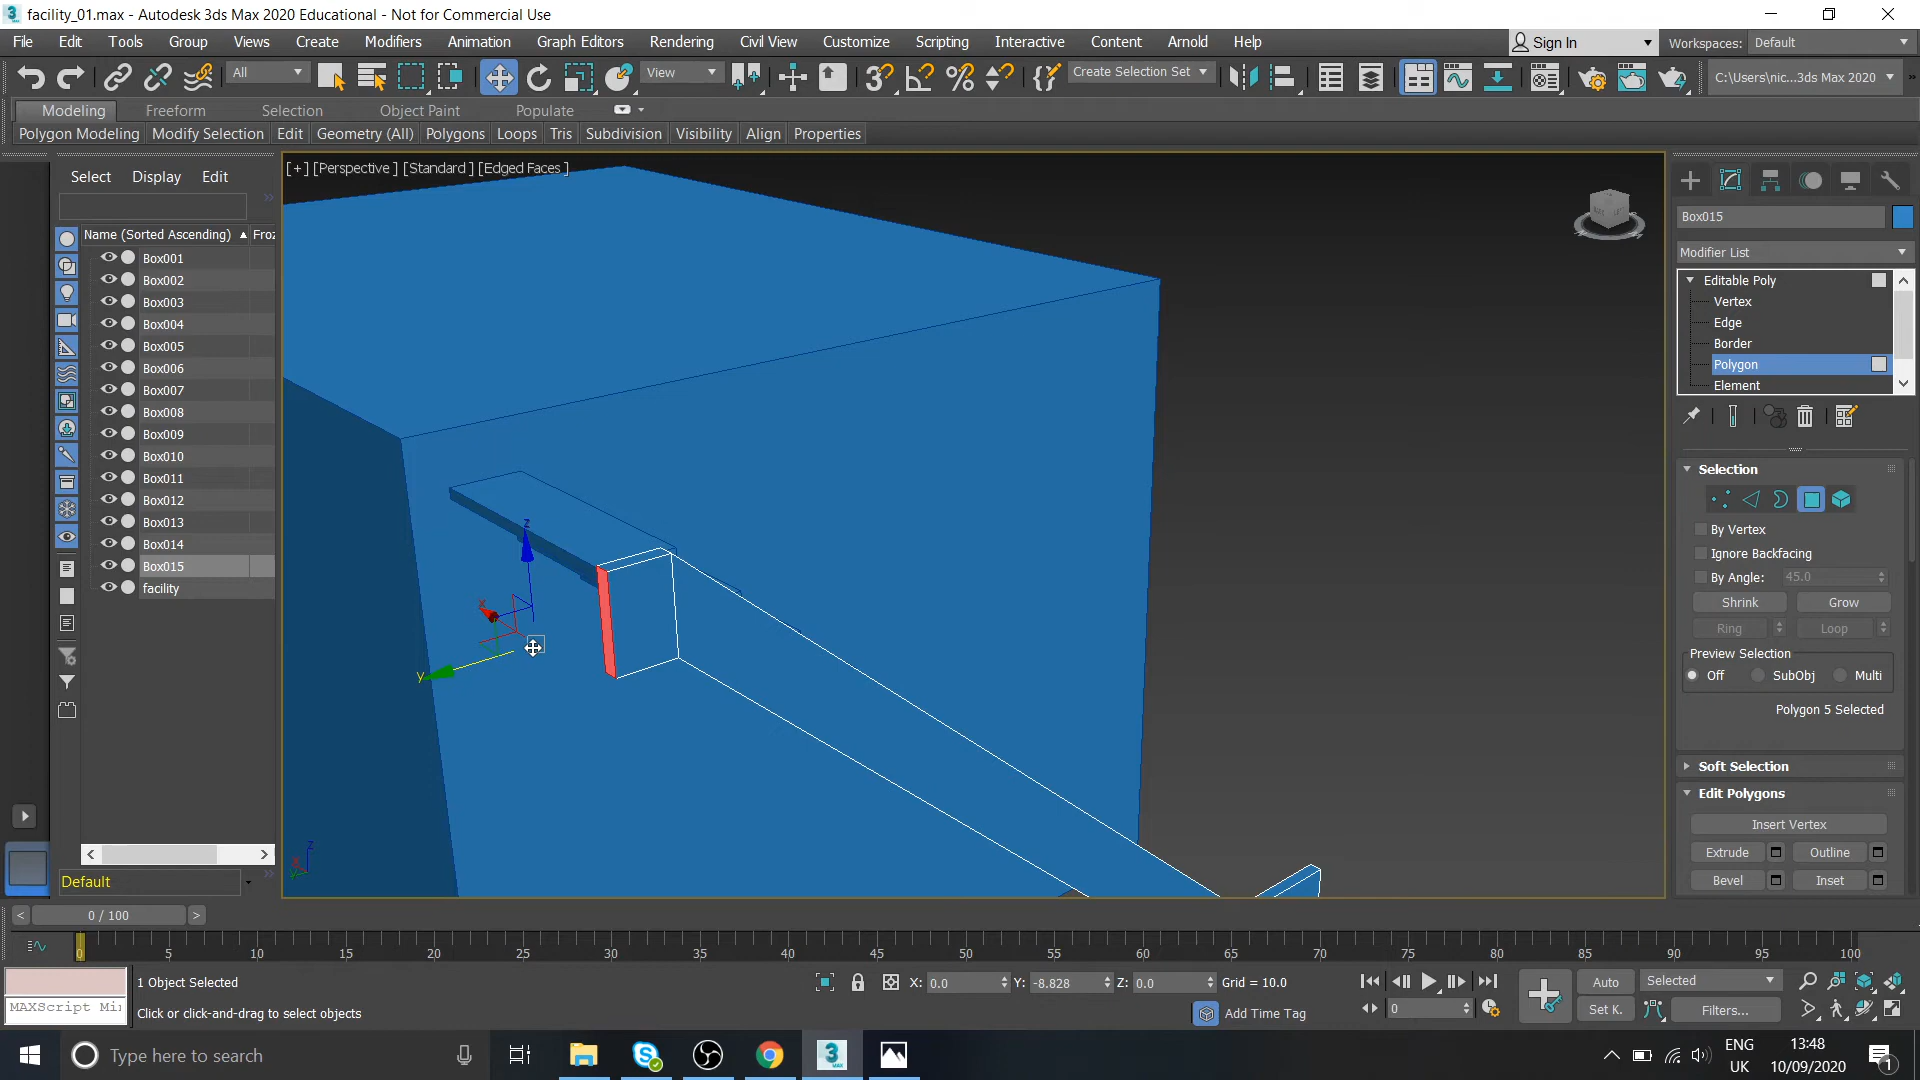 facility_01.max - Autodesk 3ds Max 2020 Educational - Not for Commercial Use
File Edit Tools Group Views Create Modifiers Animation Graph Editors Rendering Civil View Customize Scripting Interactive Content Arnold Help
Sign In
Workspaces: Default
All
View
Create Selection Set
C:\Users\nic...3ds Max 2020
Modeling Freeform Selection Object Paint Populate
Polygon Modeling Modify Selection Edit Geometry (All) Polygons Loops Tris Subdivision Visibility Align Properties
Select Display Edit
Name (Sorted Ascending) Froz
Box001
Box002
Box003
Box004
Box005
Box006
Box007
Box008
Box009
Box010
Box011
Box012
Box013
Box014
Box015
facility
Default
[+] [Perspective ] [Standard ] [Edged Faces ]
z
x
y
Box015
Modifier List
Editable Poly
Vertex
Edge
Border
Polygon
Element
Selection
By Vertex
Ignore Backfacing
By Angle: 45.0
Shrink Grow
Ring Loop
Preview Selection
Off SubObj Multi
Polygon 5 Selected
Soft Selection
Edit Polygons
Insert Vertex
Extrude Outline
Bevel Inset
< 0 / 100 >
0 5 10 15 20 25 30 35 40 45 50 55 60 65 70 75 80 85 90 95 100
1 Object Selected
X: 0.0 Y: -8.828 Z: 0.0 Grid = 10.0
MAXScript Mi
Click or click-and-drag to select objects
Add Time Tag
0
Auto Selected
Set K. Filters...
Type here to search
3
MAX
ENG
UK
13:48
10/09/2020
1